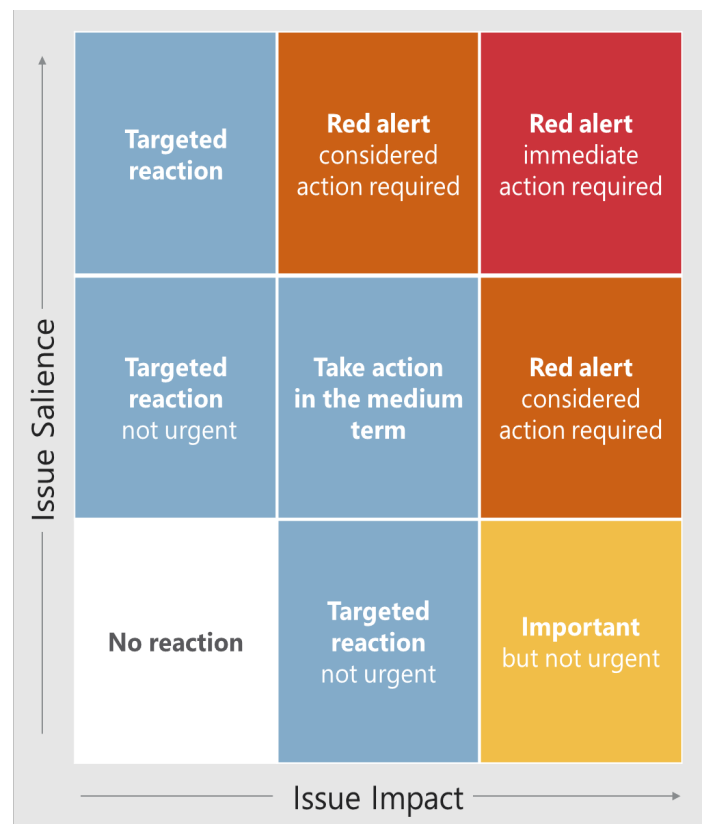 Targeted
reaction
Red alert
considered
action required
Red alert
immediate
action required
Targeted
reaction
not urgent
Take action
in the medium
term
Red alert
considered
action required
No reaction
Targeted
reaction
not urgent
Important
but not urgent
Issue Salience
Issue Impact